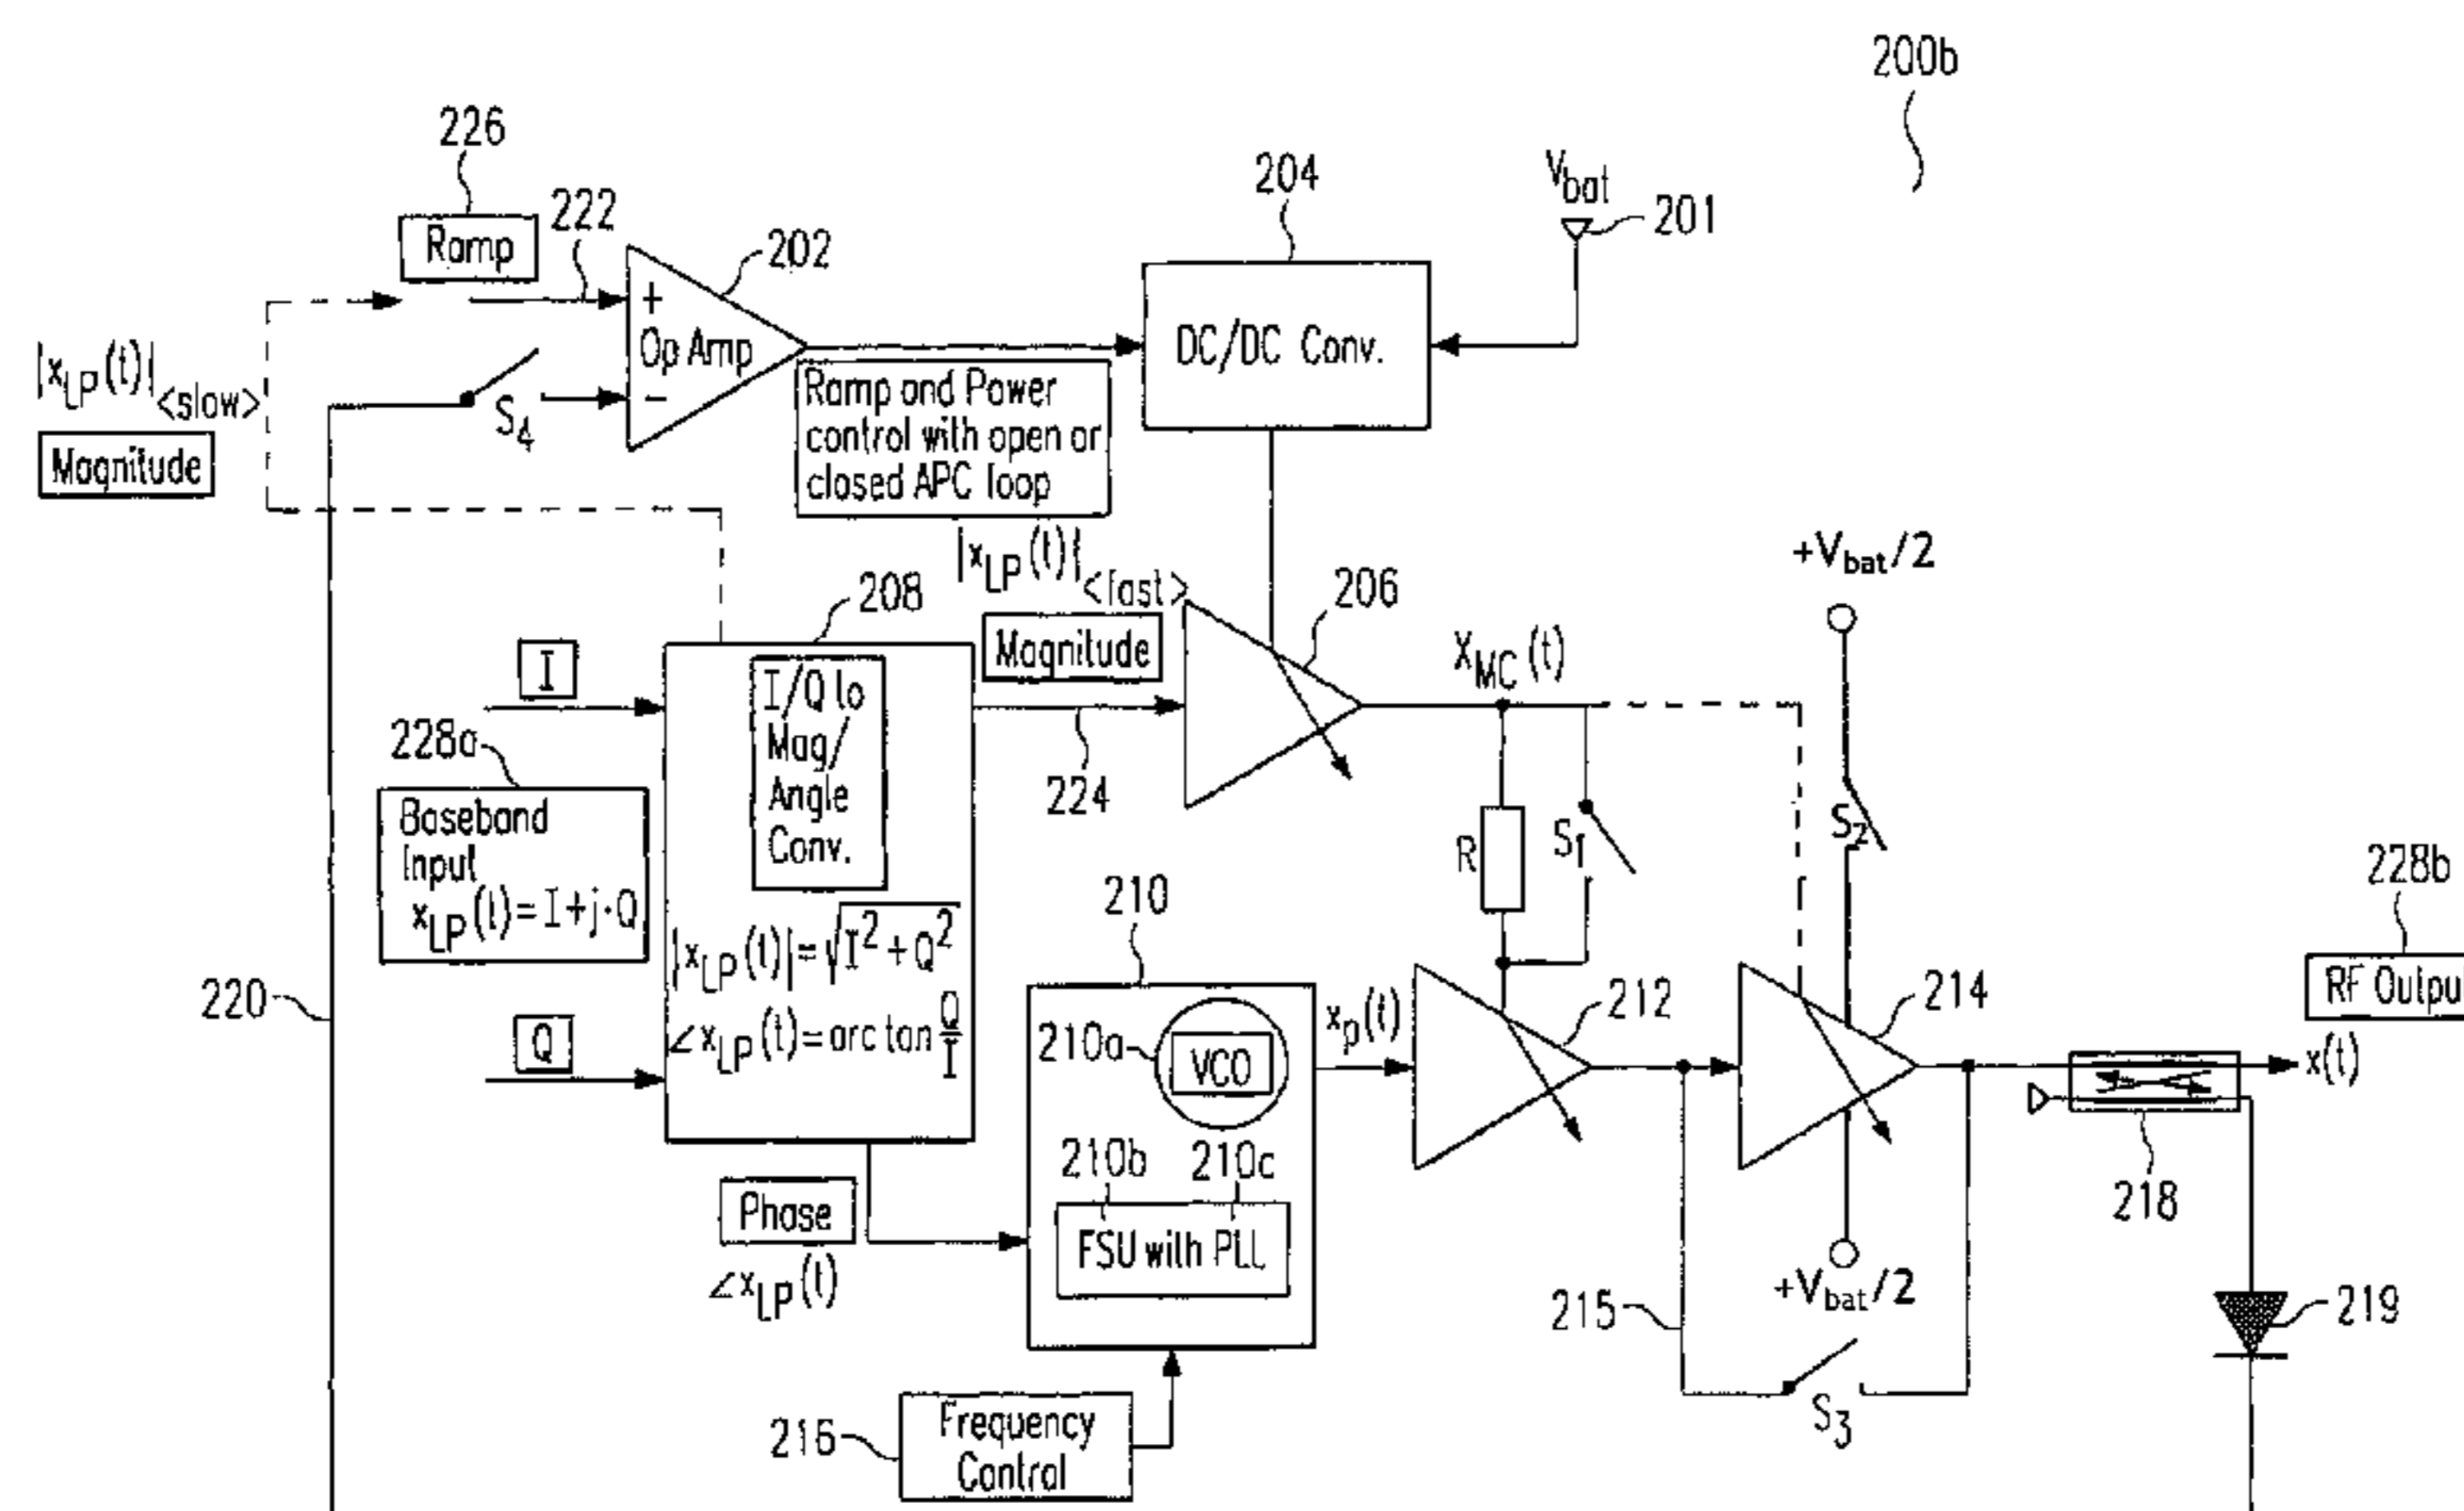 200b
226
Ramp
222
202
+
Op Amp
-
204
DC/DC Conv.
Vbat
201
|xLP(t)|<slow>
Magnitude
S4
Ramp and Power
control with open or
closed APC loop
|xLP(t)|<fast>
Magnitude
208
206
224
I
I/Q to
Mag/
Angle
Conv.
228a
Baseband
Input
xLP(t)=I+j·Q
|xLP(t)|=√I²+Q²
∠xLP(t)=arc tan Q/I
Q
220
XMC(t)
R
S1
+Vbat/2
S2
228b
RF Outpu
x(t)
210
210a
VCO
210b
210c
FSU with PLL
xp(t)
212
214
218
+Vbat/2
215
S3
219
Phase
∠xLP(t)
216
Frequency
Control